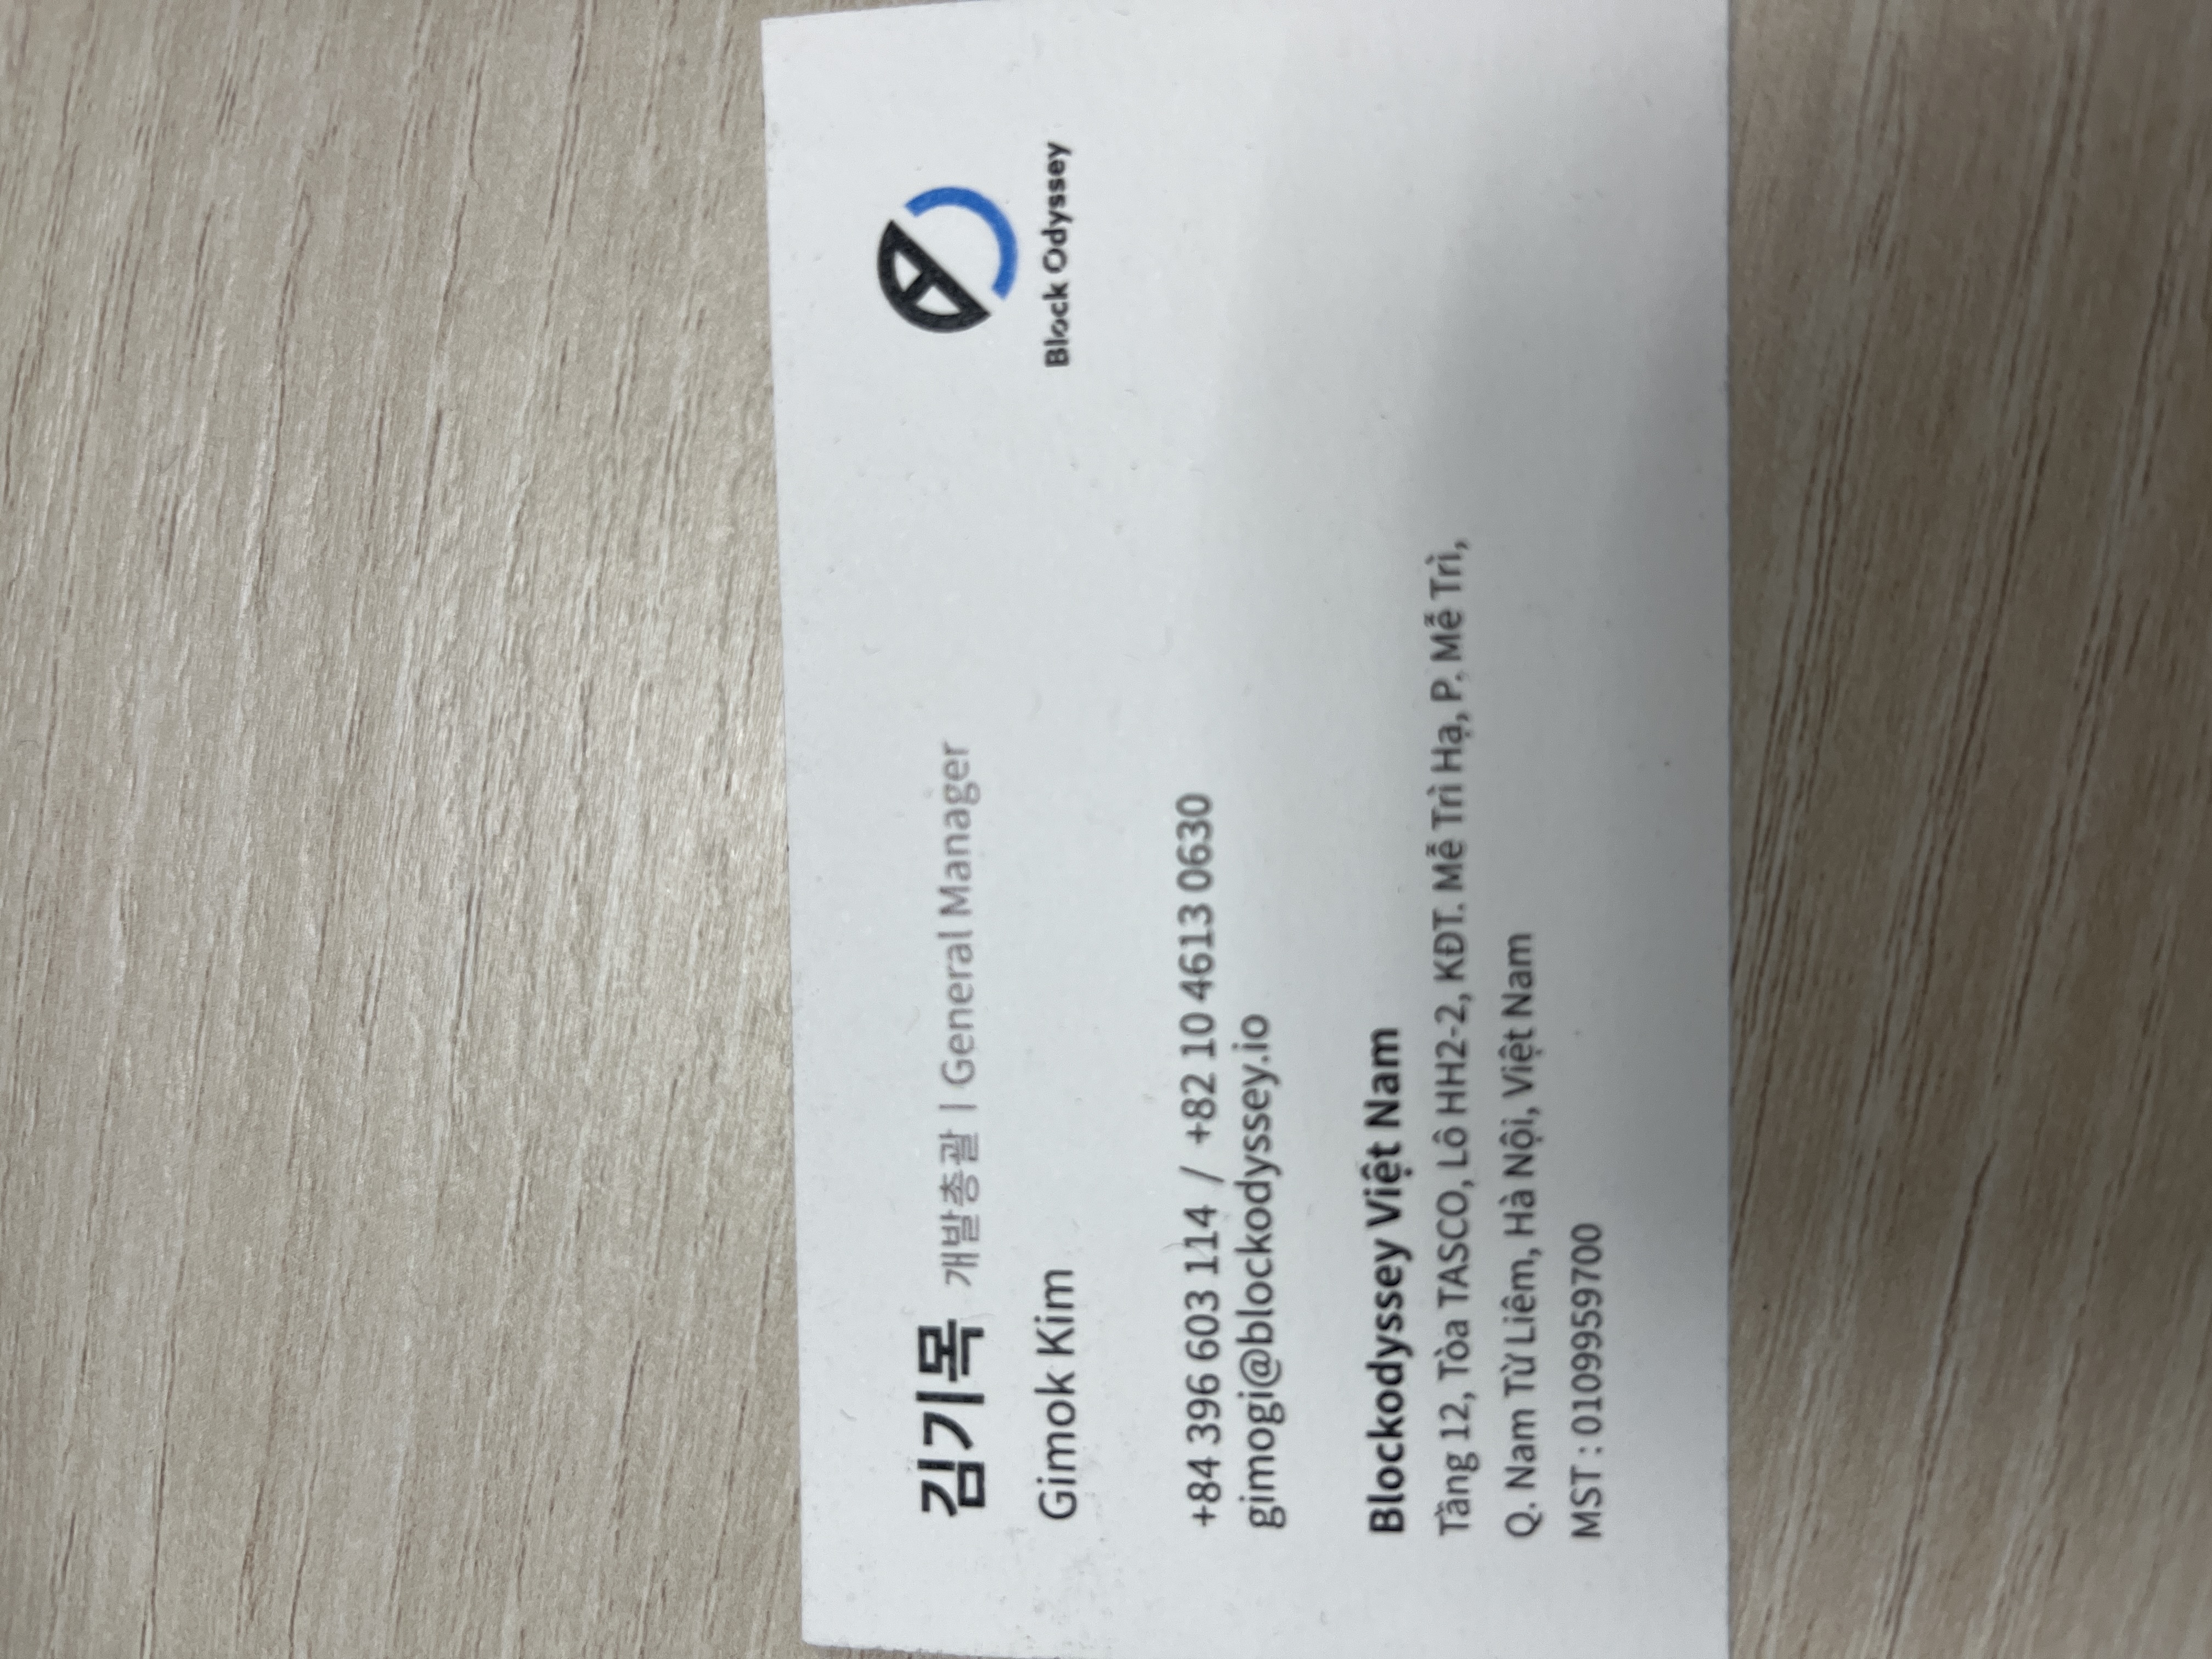 김기목 개발총괄 | General Manager
Gimok Kim
Block Odyssey
+84 396 603 114 / +82 10 4613 0630
gimogi@blockodyssey.io
Blockodyssey Việt Nam
Tầng 12, Tòa TASCO, Lô HH2-2, KĐT. Mễ Trì Hạ, P. Mễ Trì,
Q. Nam Từ Liêm, Hà Nội, Việt Nam
MST : 0109959700